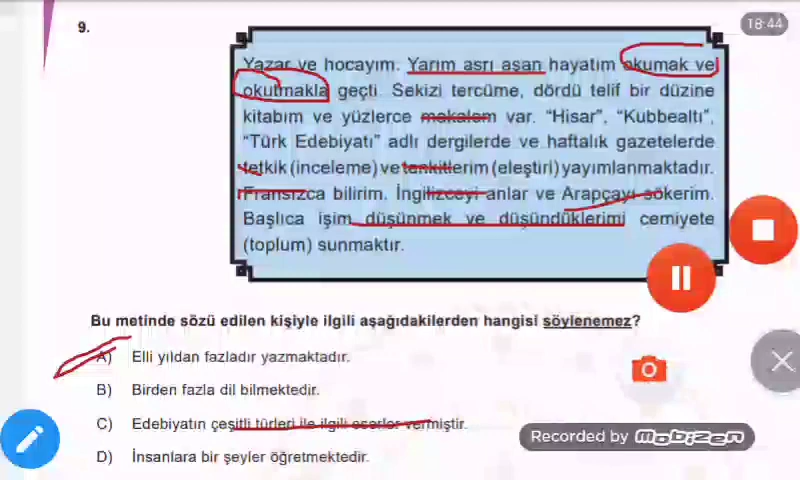 18:44
9.
Yazar ve hocayım. Yarım asrı aşan hayatım okumak ve
okutmakla geçti. Sekizi tercüme, dördü telif bir düzine
kitabım ve yüzlerce makalem var. “Hisar”, “Kubbealtı”,
“Türk Edebiyatı” adlı dergilerde ve haftalık gazetelerde
tetkik (inceleme) ve tenkitlerim (eleştiri) yayımlanmaktadır.
Fransızca bilirim. İngilizceyi anlar ve Arapçayı sökerim.
Başlıca işim düşünmek ve düşündüklerimi cemiyete
(toplum) sunmaktır.
Bu metinde sözü edilen kişiyle ilgili aşağıdakilerden hangisi söylenemez?
A) Elli yıldan fazladır yazmaktadır.
B) Birden fazla dil bilmektedir.
C) Edebiyatın çeşitli türleri ile ilgili eserler vermiştir.
D) İnsanlara bir şeyler öğretmektedir.
Recorded by mobizen